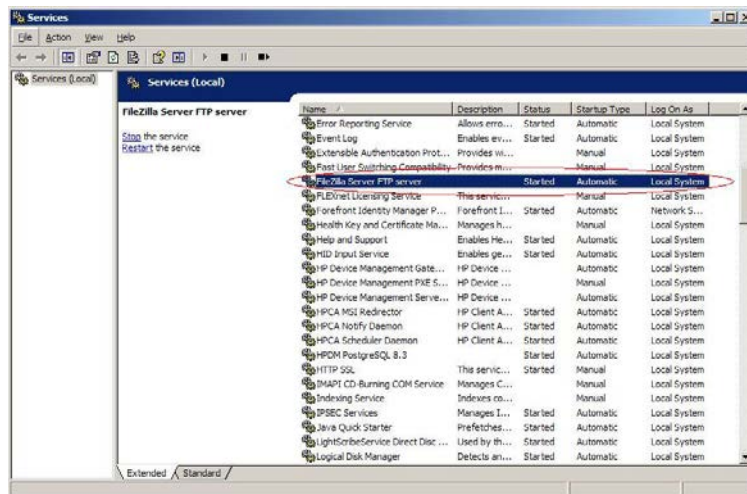 Services
File Action View Help
Services (Local)
Services (Local)
FileZilla Server FTP server
Stop the service
Restart the service
Name Description Status Startup Type Log On As
Error Reporting Service Allows erro... Started Automatic Local System
Event Log Enables ev... Started Automatic Local System
Extensible Authentication Prot... Provides wi... Manual Local System
Fast User Switching Compatibility Provides m... Manual Local System
FileZilla Server FTP server Started Automatic Local System
FLEXnet Licensing Service This servic... Manual Local System
Forefront Identity Manager P... Forefront I... Started Automatic Network S...
Health Key and Certificate Ma... Manages h... Manual Local System
Help and Support Enables He... Started Automatic Local System
HID Input Service Enables ge... Started Automatic Local System
HP Device Management Gate... HP Device ... Automatic Local System
HP Device Management PXE S... HP Device ... Manual Local System
HP Device Management Serve... HP Device ... Automatic Local System
HPCA MSI Redirector HP Client A... Started Automatic Local System
HPCA Notify Daemon HP Client A... Started Automatic Local System
HPCA Scheduler Daemon HP Client A... Started Automatic Local System
HPDM PostgreSQL 8.3 Started Automatic Local System
HTTP SSL This servic... Started Manual Local System
IMAPI CD-Burning COM Service Manages C... Manual Local System
Indexing Service Indexes co... Manual Local System
IPSEC Services Manages I... Started Automatic Local System
Java Quick Starter Prefetches... Started Automatic Local System
LightScribeService Direct Disc ... Used by th... Started Automatic Local System
Logical Disk Manager Detects an... Started Automatic Local System
Extended Standard